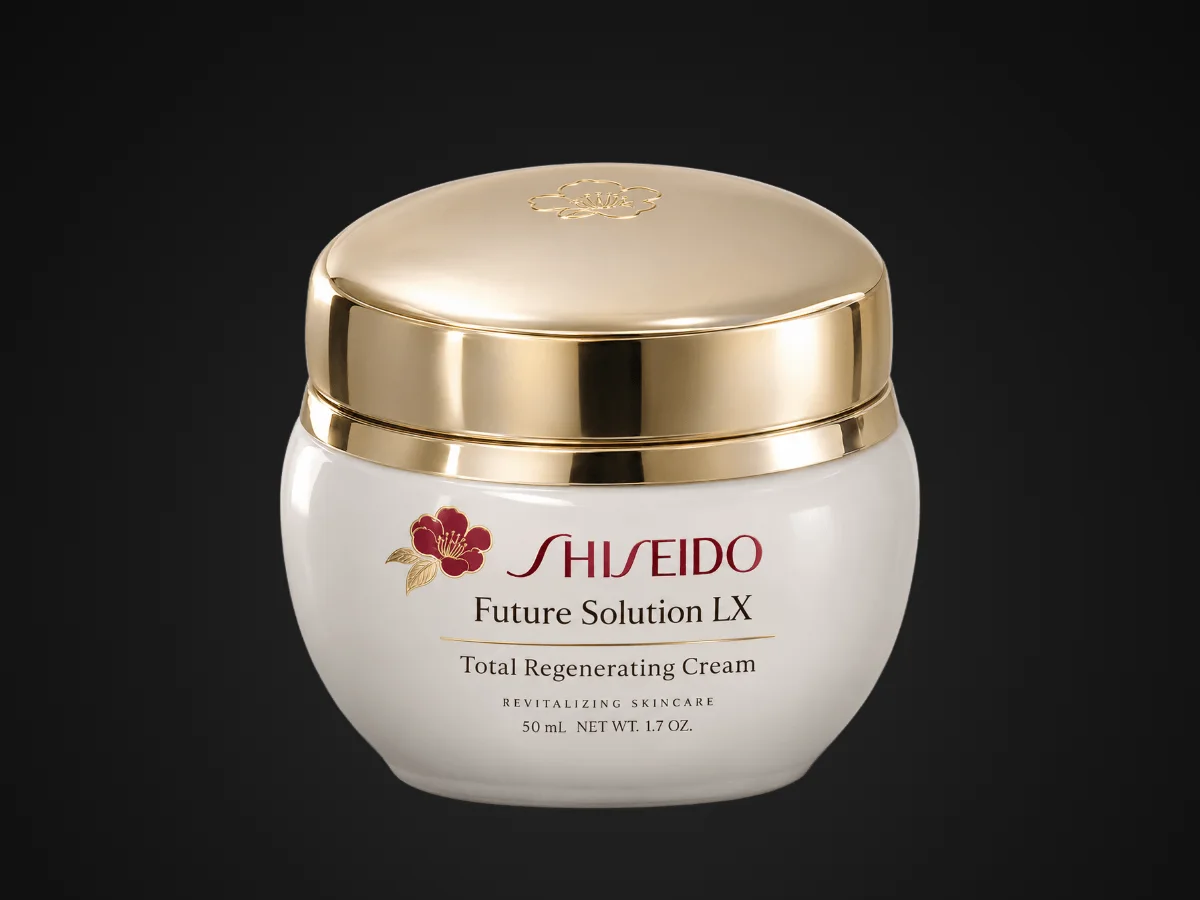 SHISEIDO
Future Solution LX
Total Regenerating Cream
REVITALIZING SKINCARE
50 mL NET WT. 1.7 OZ.